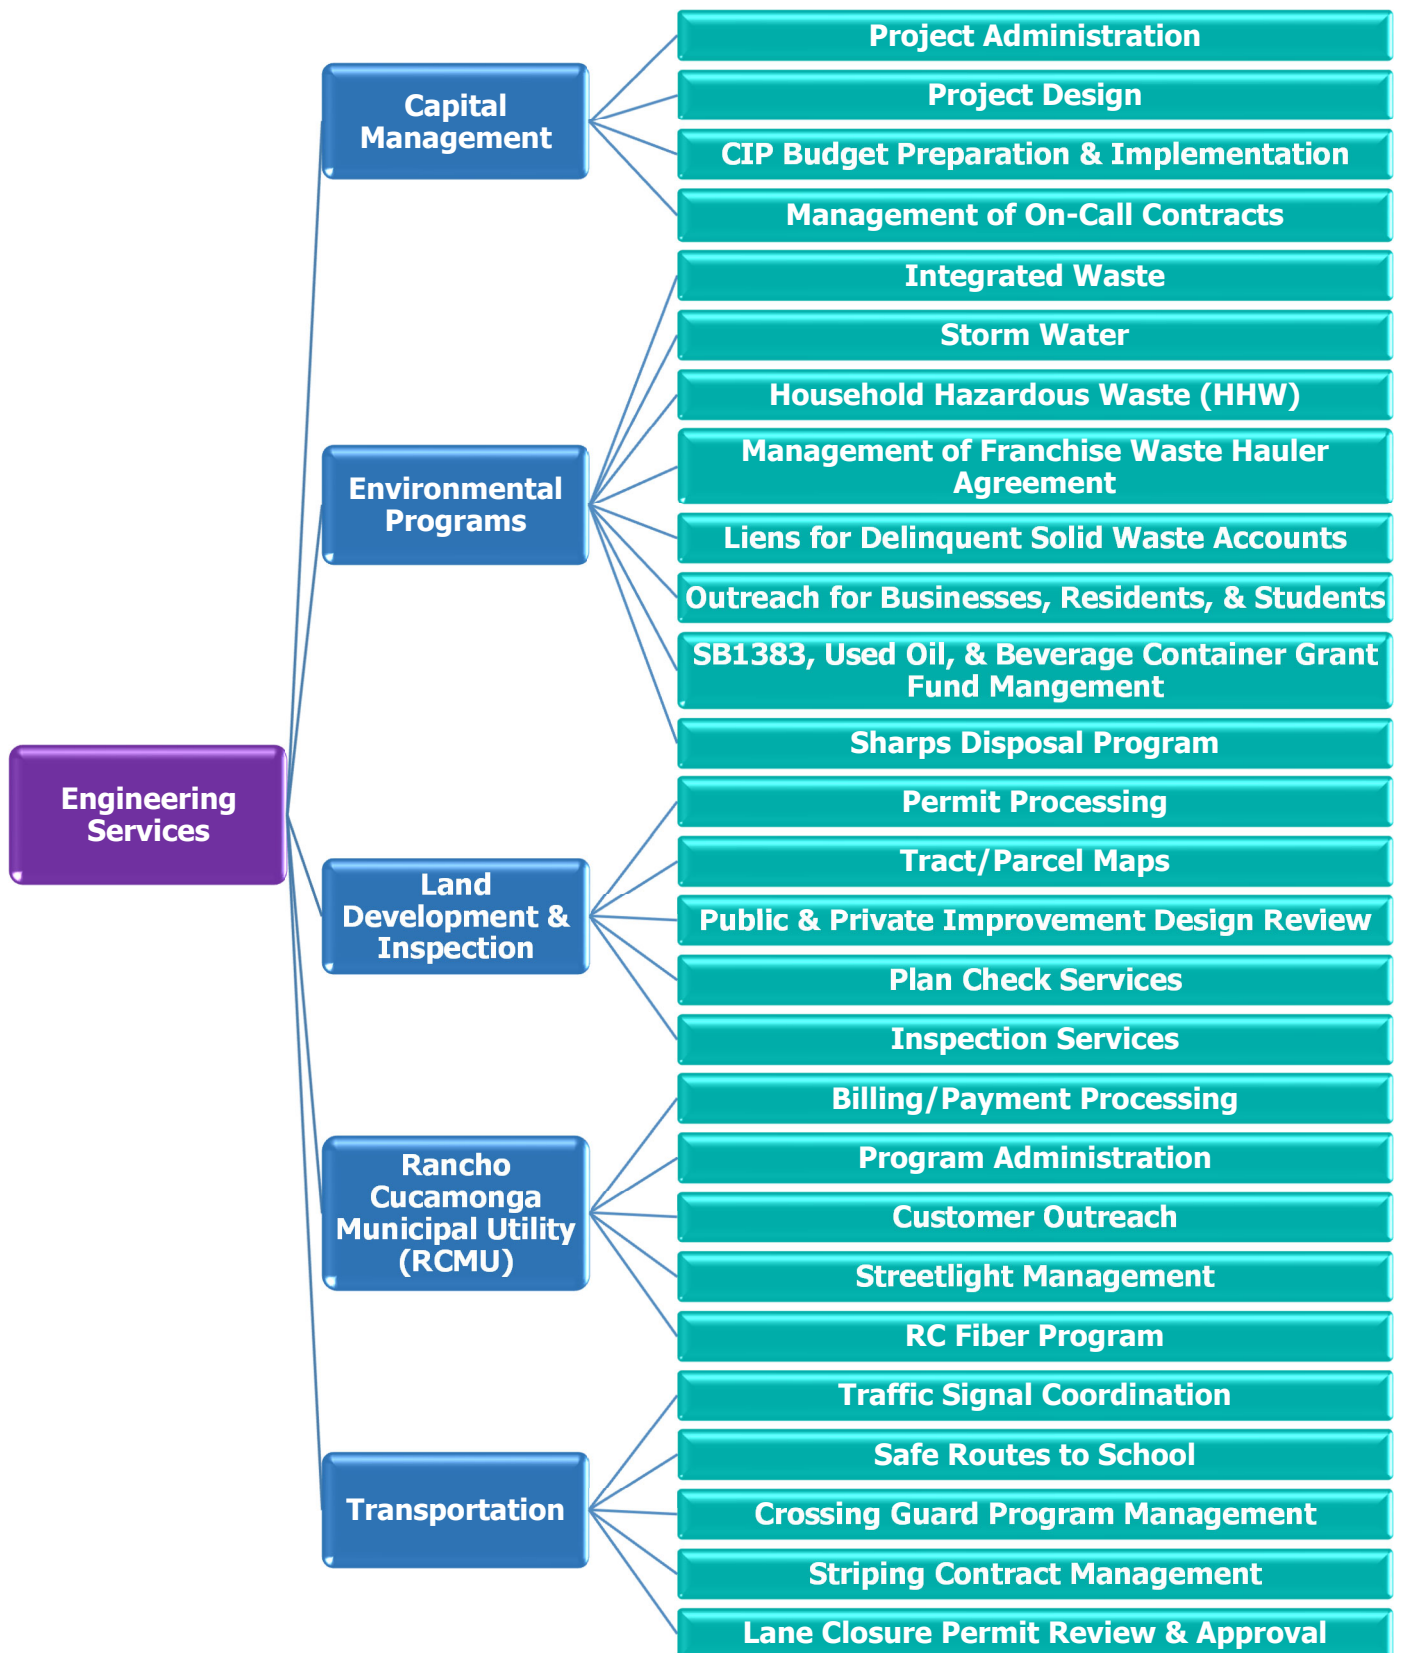 Engineering
Services
Capital
Management
Project Administration
Project Design
CIP Budget Preparation & Implementation
Management of On-Call Contracts
Environmental
Programs
Integrated Waste
Storm Water
Household Hazardous Waste (HHW)
Management of Franchise Waste Hauler
Agreement
Liens for Delinquent Solid Waste Accounts
Outreach for Businesses, Residents, & Students
SB1383, Used Oil, & Beverage Container Grant
Fund Mangement
Sharps Disposal Program
Land
Development &
Inspection
Permit Processing
Tract/Parcel Maps
Public & Private Improvement Design Review
Plan Check Services
Inspection Services
Rancho
Cucamonga
Municipal Utility
(RCMU)
Billing/Payment Processing
Program Administration
Customer Outreach
Streetlight Management
RC Fiber Program
Transportation
Traffic Signal Coordination
Safe Routes to School
Crossing Guard Program Management
Striping Contract Management
Lane Closure Permit Review & Approval